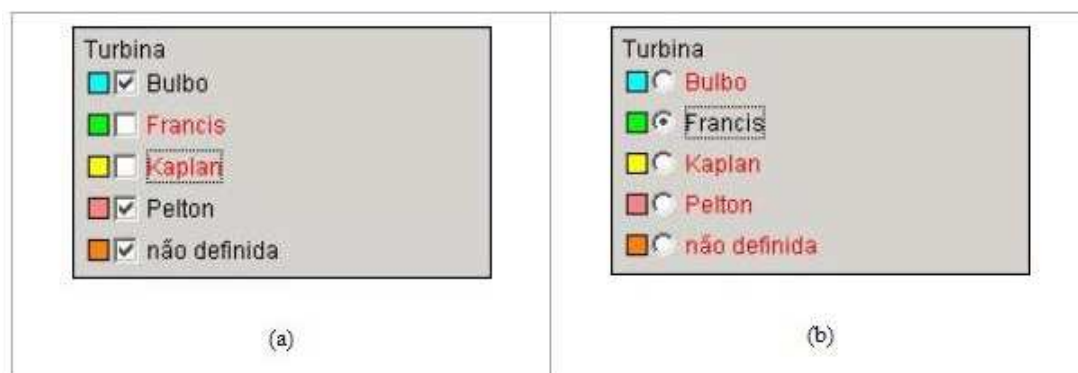 Turbina
Bulbo
Francis
Kaplan
Pelton
não definida
(a)
Turbina
Bulbo
Francis
Kaplan
Pelton
não definida
(b)